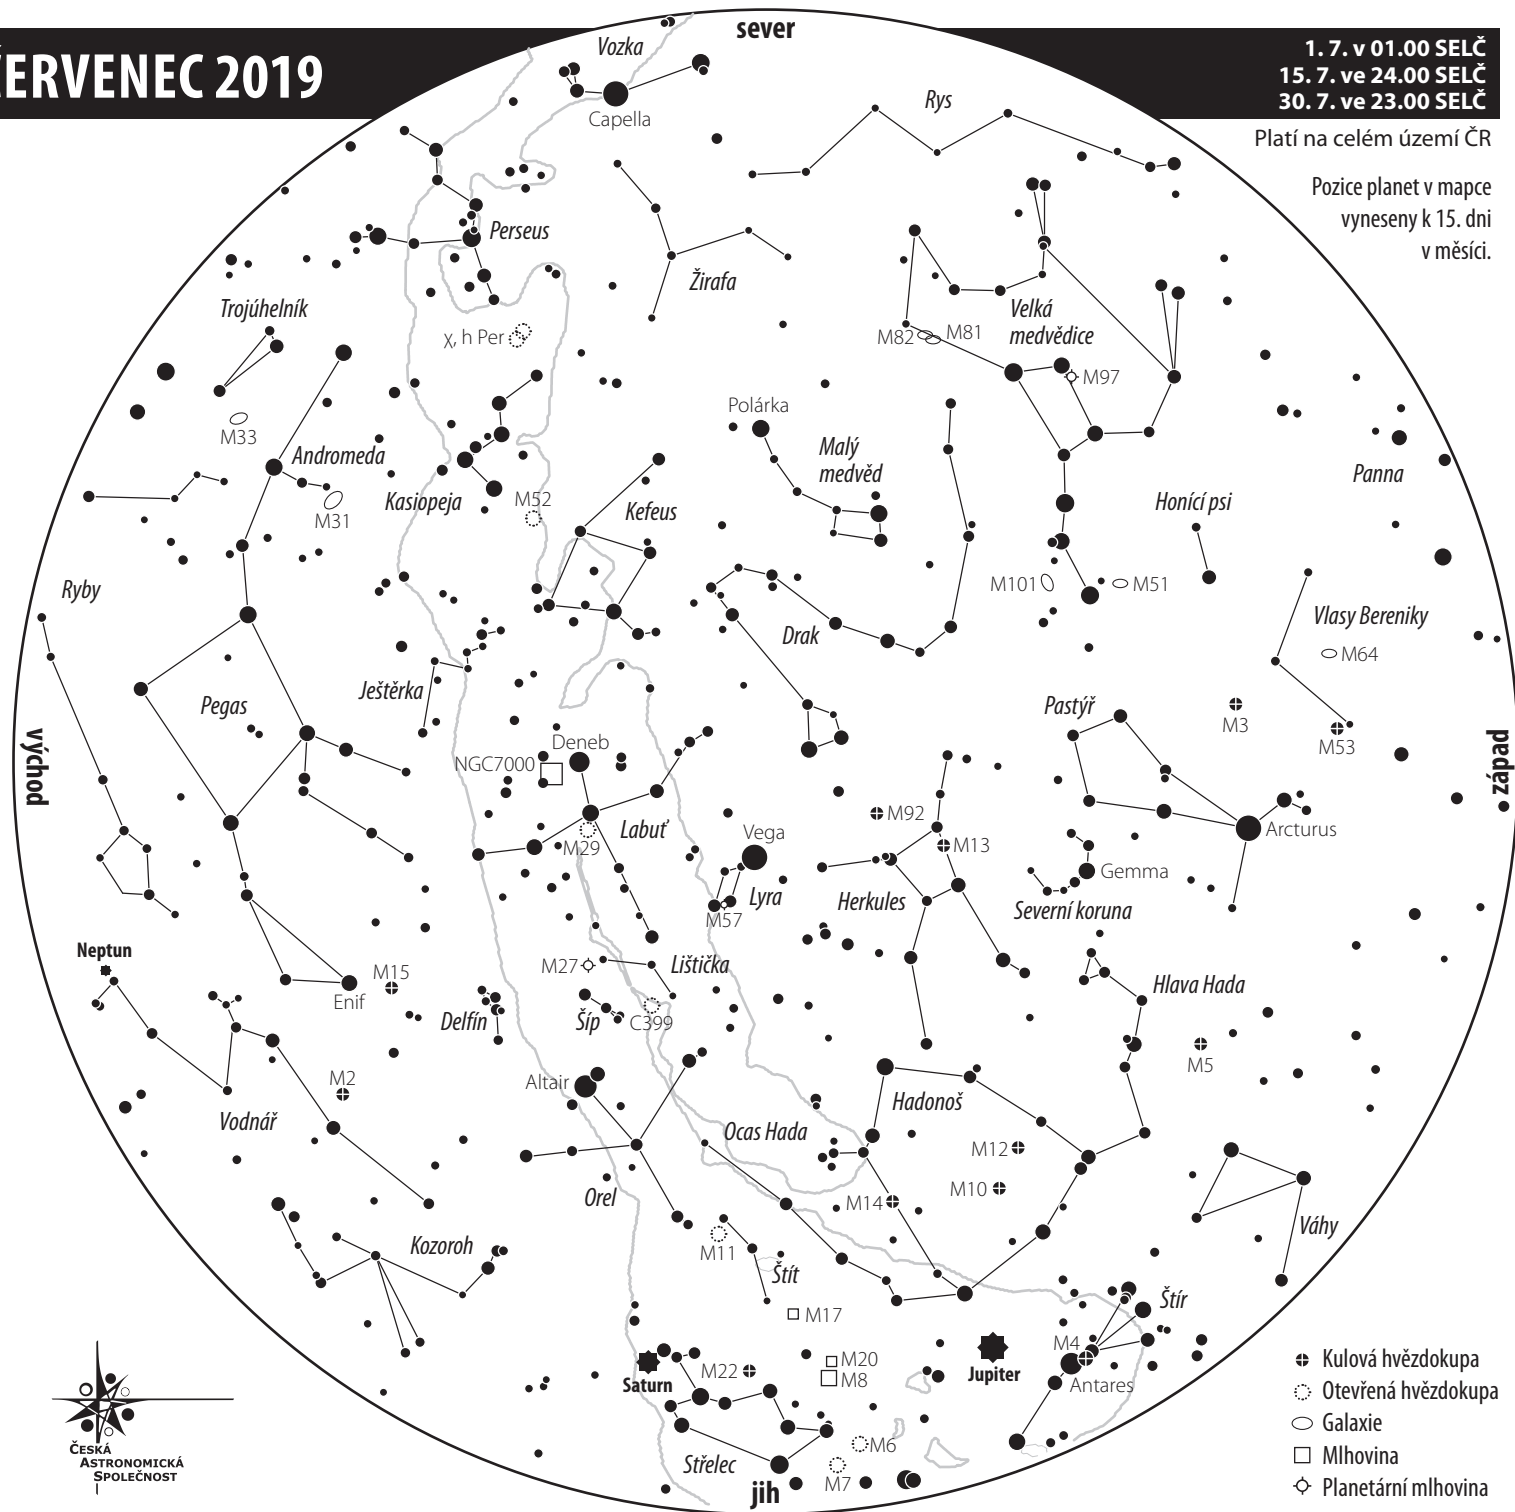 ČERVENEC 2019
1. 7. v 01.00 SELČ
15. 7. ve 24.00 SELČ
30. 7. ve 23.00 SELČ
Platí na celém území ČR
Pozice planet v mapce
vyneseny k 15. dni
v měsíci.
sever
Vozka
Capella
Rys
Perseus
Žirafa
Trojúhelník
χ, h Per
M82
M81
Velká
medvědice
M97
M33
Polárka
Andromeda
Malý
medvěd
Panna
Kasiopeja
M31
M52
Kefeus
Honící psi
Ryby
M101
M51
Drak
Vlasy Bereniky
M64
Pegas
Ještěrka
Pastýř
M3
M53
východ
západ
Deneb
NGC7000
Labuť
M29
Vega
M92
M13
Arcturus
Gemma
Lyra
M57
Herkules
Severní koruna
Neptun
M15
Enif
M27
Lištička
Delfín
Šíp
C399
Hlava Hada
M5
M2
Altair
Vodnář
Hadonoš
Ocas Hada
M12
M10
M14
Orel
Kozoroh
M11
Štít
Váhy
M17
Štír
M4
Saturn
M22
M20
M8
Jupiter
Antares
M6
M7
Střelec
jih
Kulová hvězdokupa
Otevřená hvězdokupa
Galaxie
Mlhovina
Planetární mlhovina
ČESKÁ
ASTRONOMICKÁ
SPOLEČNOST